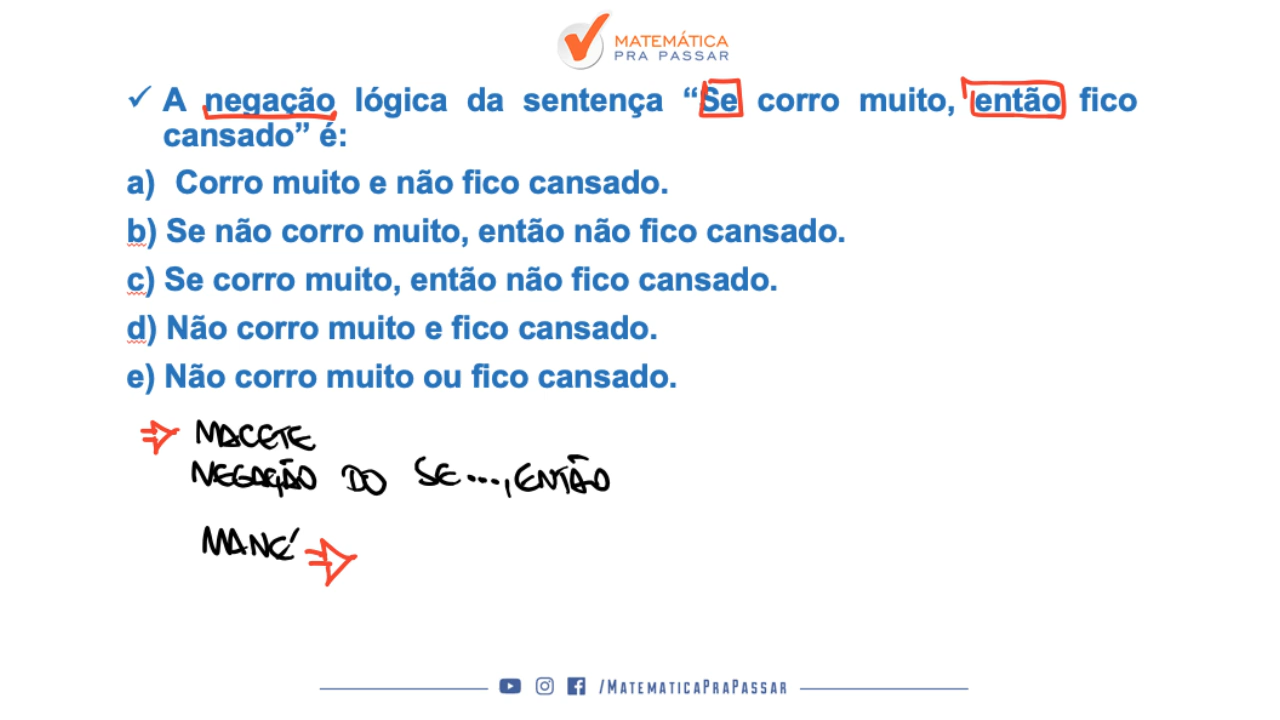 MATEMÁTICA
PRA PASSAR
✓ A negação lógica da sentença “Se corro muito, então fico
cansado” é:
a) Corro muito e não fico cansado.
b) Se não corro muito, então não fico cansado.
c) Se corro muito, então não fico cansado.
d) Não corro muito e fico cansado.
e) Não corro muito ou fico cansado.
⇒ MACETE
NEGAÇÃO DO SE..., ENTÃO
MANÉ ⇒
/MATEMATICAPRAPASSAR